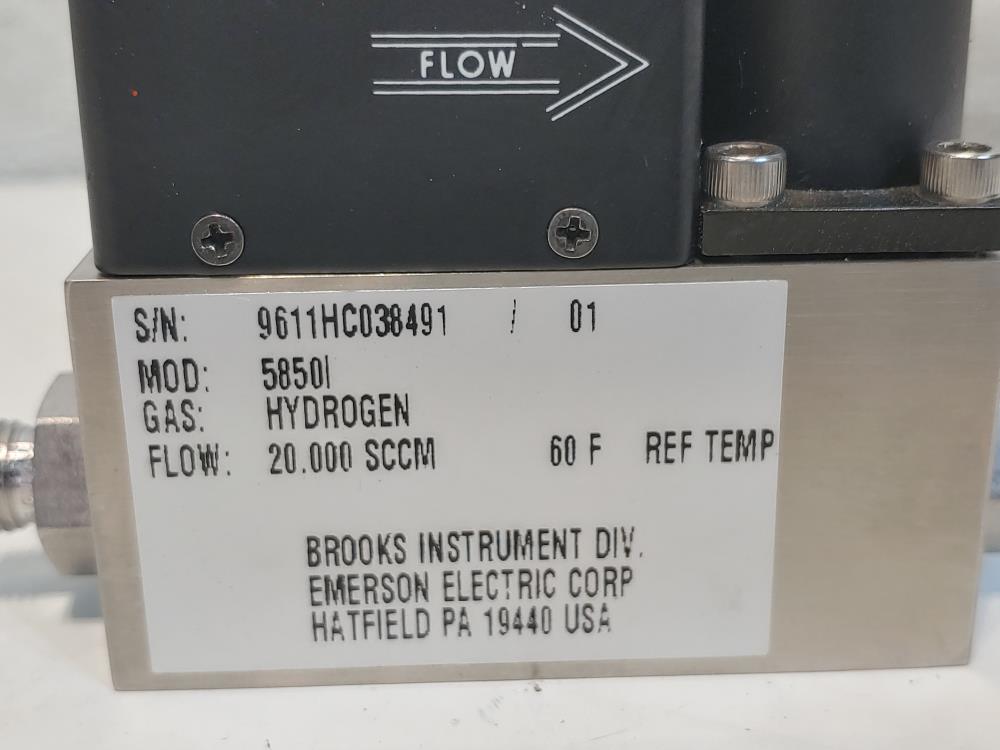 FLOW
S/N: 9611HC038491 / 01
MOD: 5850I
GAS: HYDROGEN
FLOW: 20.000 SCCM 60 F REF TEMP
BROOKS INSTRUMENT DIV.
EMERSON ELECTRIC CORP
HATFIELD PA 19440 USA